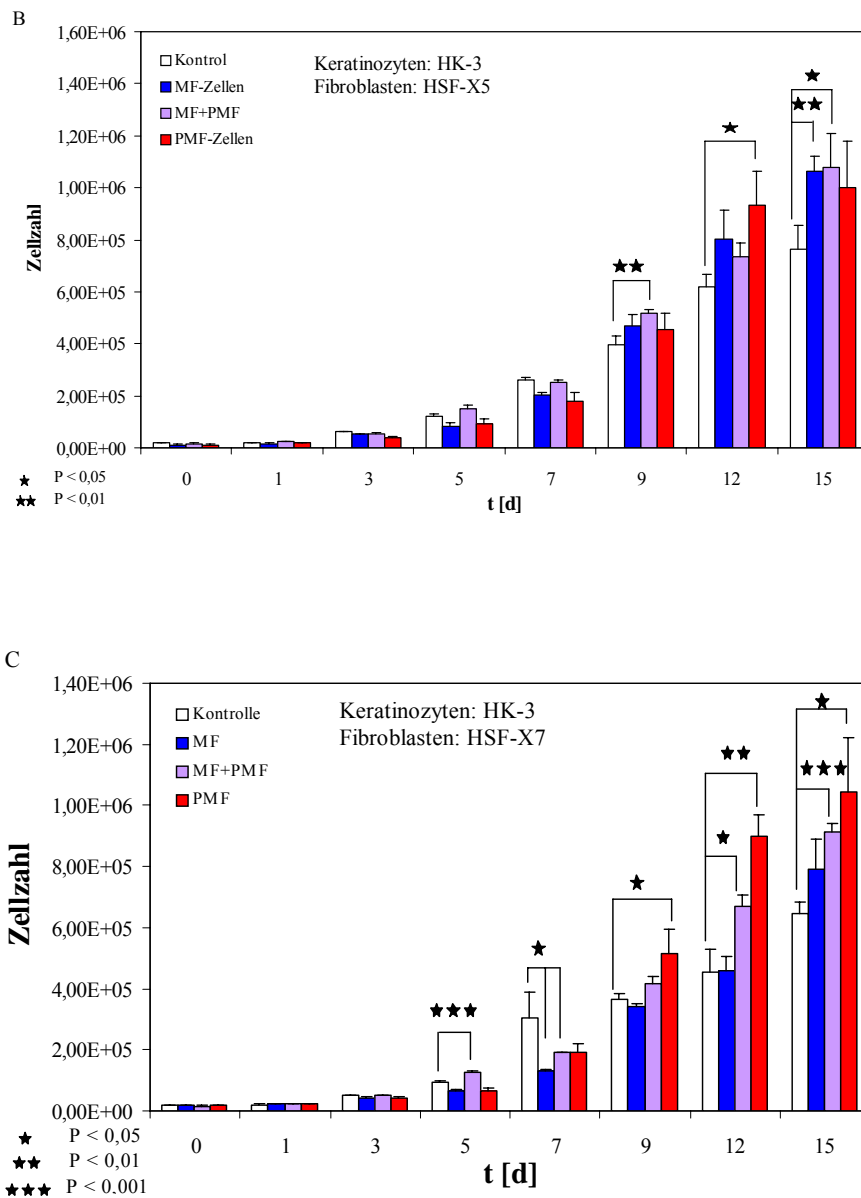 B
1,60E+06
1,40E+06
1,20E+06
1,00E+06
8,00E+05
6,00E+05
4,00E+05
2,00E+05
0,00E+00
Zellzahl
Kontrol
MF-Zellen
MF+PMF
PMF-Zellen
Keratinozyten: HK-3
Fibroblasten: HSF-X5
★
★★
★
★★
0 1 3 5 7 9 12 15
t [d]
★ P < 0,05
★★ P < 0,01
C
1,40E+06
1,20E+06
1,00E+06
8,00E+05
6,00E+05
4,00E+05
2,00E+05
0,00E+00
Zellzahl
Kontrolle
MF
MF+PMF
PMF
Keratinozyten: HK-3
Fibroblasten: HSF-X7
★
★★
★★★
★
★
★
★★★
0 1 3 5 7 9 12 15
t [d]
★ P < 0,05
★★ P < 0,01
★★★ P < 0,001